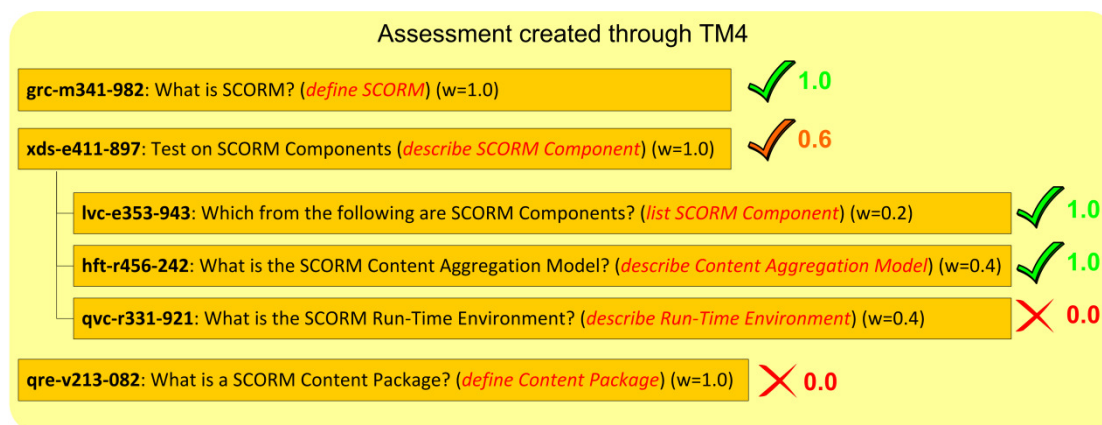 Assessment created through TM4
grc-m341-982: What is SCORM? (define SCORM) (w=1.0)
1.0
xds-e411-897: Test on SCORM Components (describe SCORM Component) (w=1.0)
0.6
lvc-e353-943: Which from the following are SCORM Components? (list SCORM Component) (w=0.2)
1.0
hft-r456-242: What is the SCORM Content Aggregation Model? (describe Content Aggregation Model) (w=0.4)
1.0
qvc-r331-921: What is the SCORM Run-Time Environment? (describe Run-Time Environment) (w=0.4)
0.0
qre-v213-082: What is a SCORM Content Package? (define Content Package) (w=1.0)
0.0